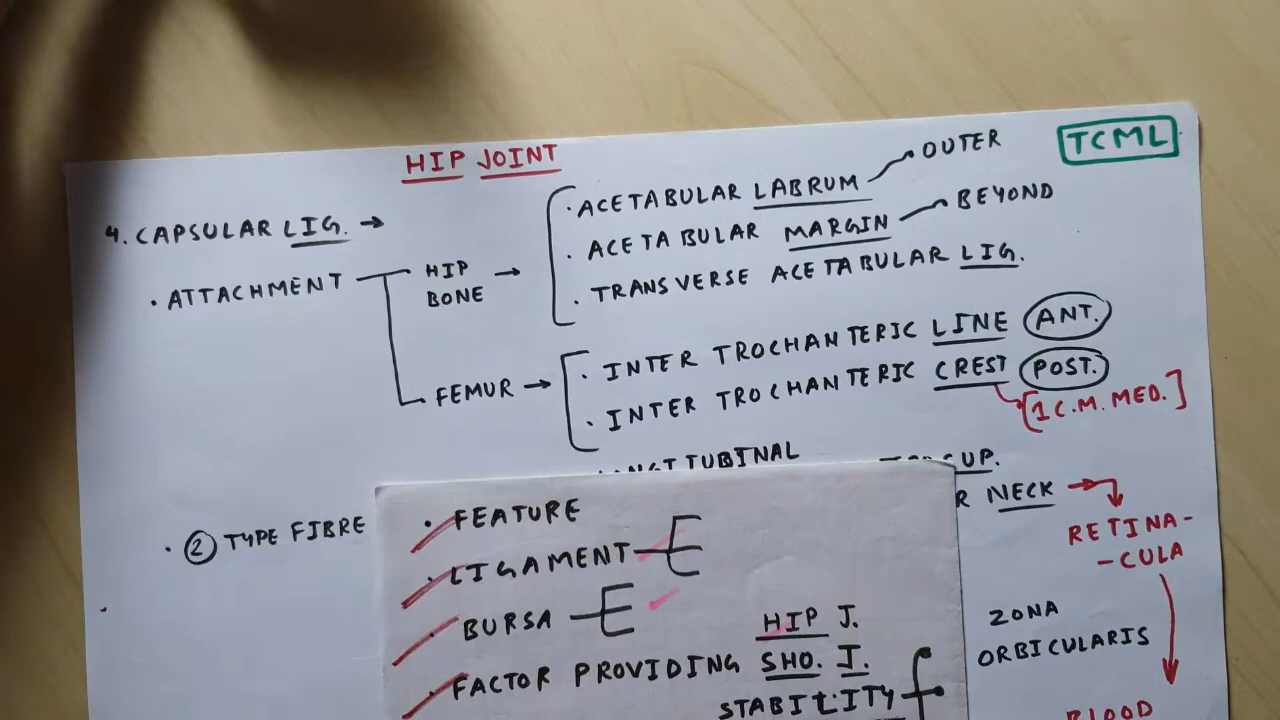 HIP JOINT
TCML
4. CAPSULAR LIG. →
· ATTACHMENT
HIP BONE →
· ACETABULAR LABRUM
OUTER
· ACETABULAR MARGIN
BEYOND
· TRANSVERSE ACETABULAR LIG.
FEMUR →
· INTER TROCHANTERIC LINE ANT.
· INTER TROCHANTERIC CREST POST.
[1 C.M. MED.]
UP.
· ② TYPE FIBRE
R NECK →
RETINA-
-CULA
ZONA
ORBICULARIS
BLOOD
· FEATURE
· LIGAMENT
· BURSA
· FACTOR PROVIDING
HIP J.
SHO. J.
STABILITY